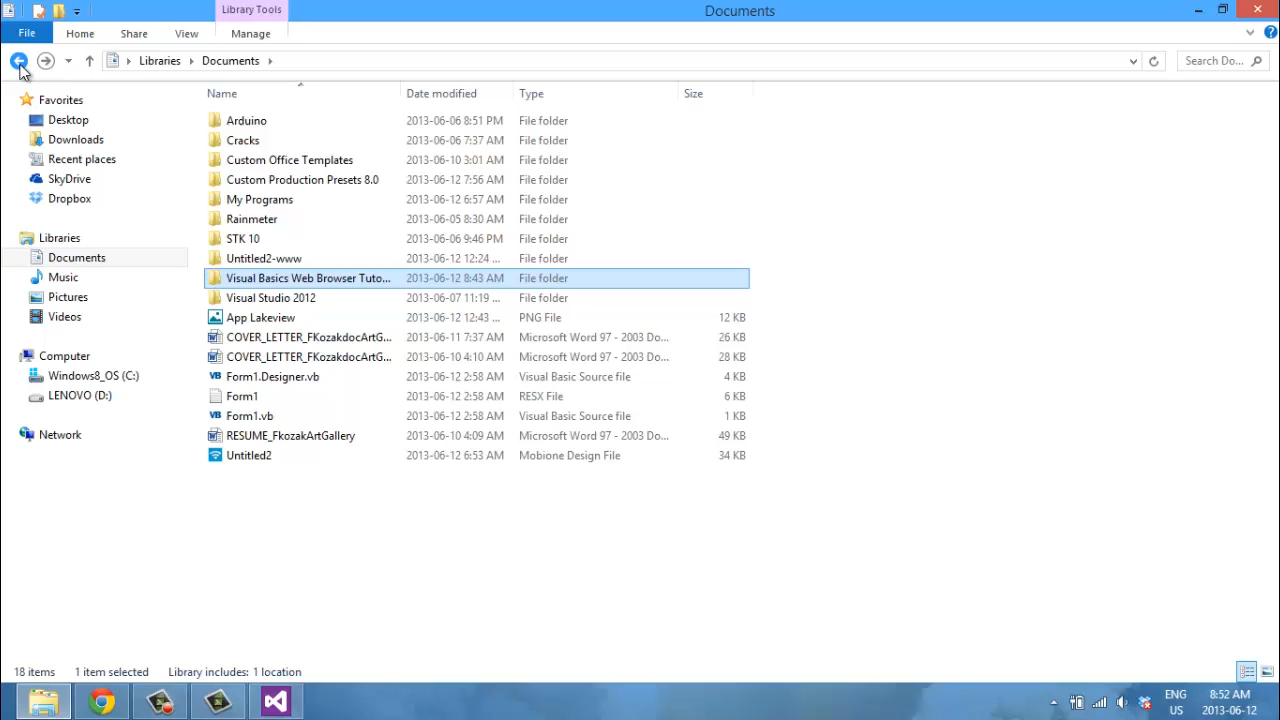 Library Tools
Documents
File Home Share View Manage
Libraries Documents Search Do...
Name Date modified Type Size
Favorites
Desktop
Downloads
Recent places
SkyDrive
Dropbox
Libraries
Documents
Music
Pictures
Videos
Computer
Windows8_OS (C:)
LENOVO (D:)
Network
Arduino 2013-06-06 8:51 PM File folder
Cracks 2013-06-06 7:37 AM File folder
Custom Office Templates 2013-06-10 3:01 AM File folder
Custom Production Presets 8.0 2013-06-12 7:56 AM File folder
My Programs 2013-06-12 6:57 AM File folder
Rainmeter 2013-06-05 8:30 AM File folder
STK 10 2013-06-06 9:46 PM File folder
Untitled2-www 2013-06-12 12:24 ... File folder
Visual Basics Web Browser Tuto... 2013-06-12 8:43 AM File folder
Visual Studio 2012 2013-06-07 11:19 ... File folder
App Lakeview 2013-06-12 12:43 ... PNG File 12 KB
COVER_LETTER_FKozakdocArtG... 2013-06-11 7:37 AM Microsoft Word 97 - 2003 Do... 26 KB
COVER_LETTER_FKozakdocArtG... 2013-06-10 4:10 AM Microsoft Word 97 - 2003 Do... 28 KB
Form1.Designer.vb 2013-06-12 2:58 AM Visual Basic Source file 4 KB
Form1 2013-06-12 2:58 AM RESX File 6 KB
Form1.vb 2013-06-12 2:58 AM Visual Basic Source file 1 KB
RESUME_FkozakArtGallery 2013-06-10 4:09 AM Microsoft Word 97 - 2003 Do... 49 KB
Untitled2 2013-06-12 6:53 AM Mobione Design File 34 KB
18 items 1 item selected Library includes: 1 location
ENG 8:52 AM
US 2013-06-12